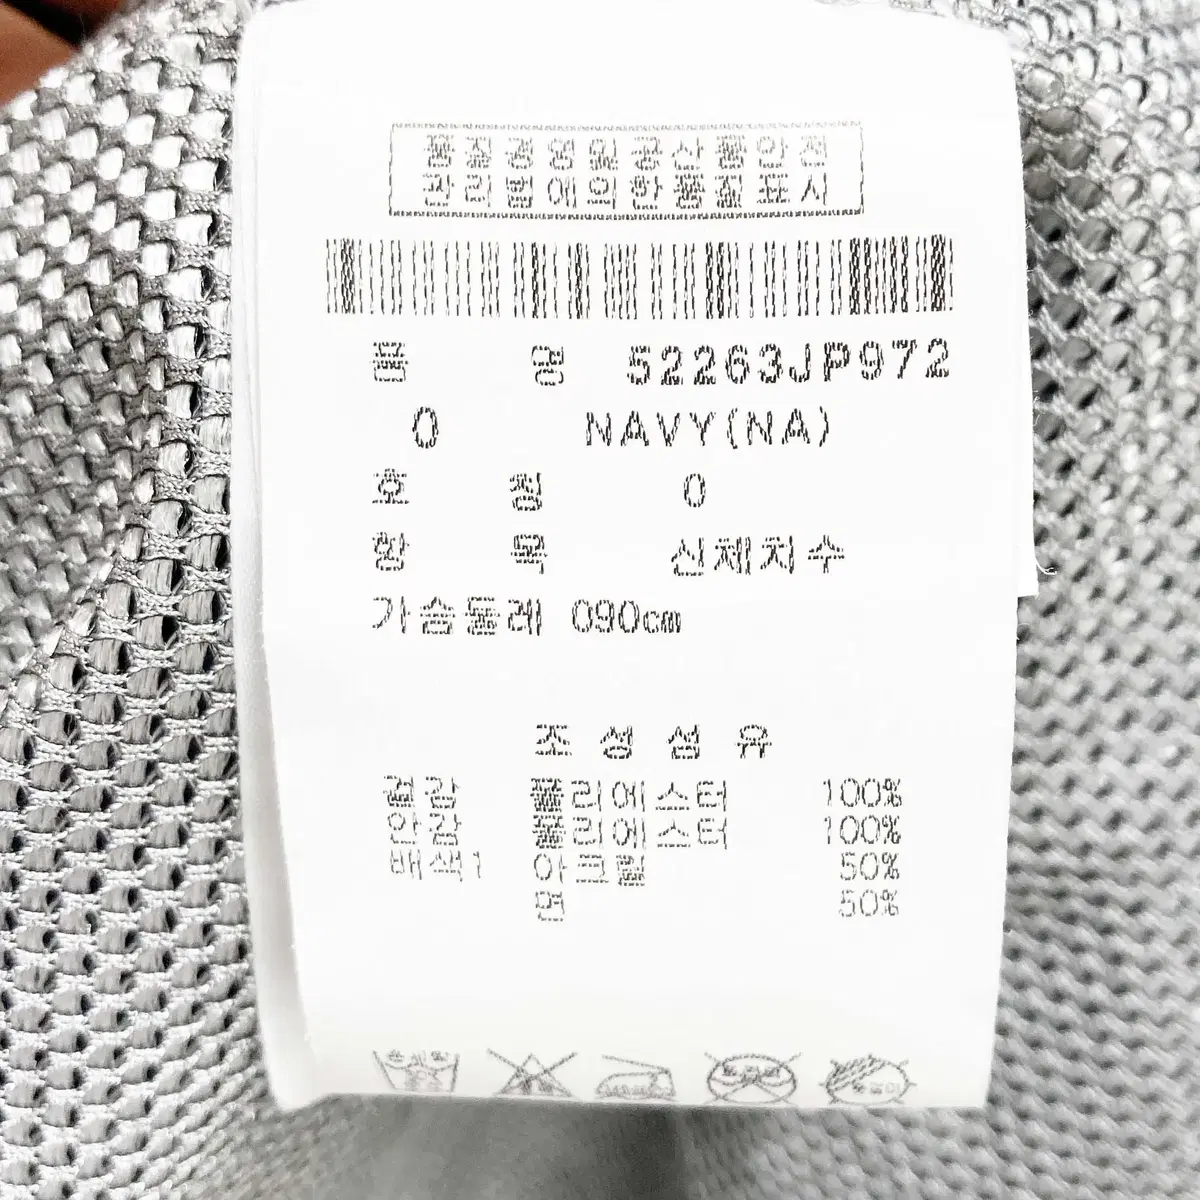 품질경영및공산품안전
관리법에의한품질표시
품 명 52263JP972
0 NAVY(NA)
호 칭 0
항 목 신체치수
가슴둘레 090cm
조 성 섬 유
겉감 폴리에스터 100%
안감 폴리에스터 100%
배색1 아크릴 50%
면 50%